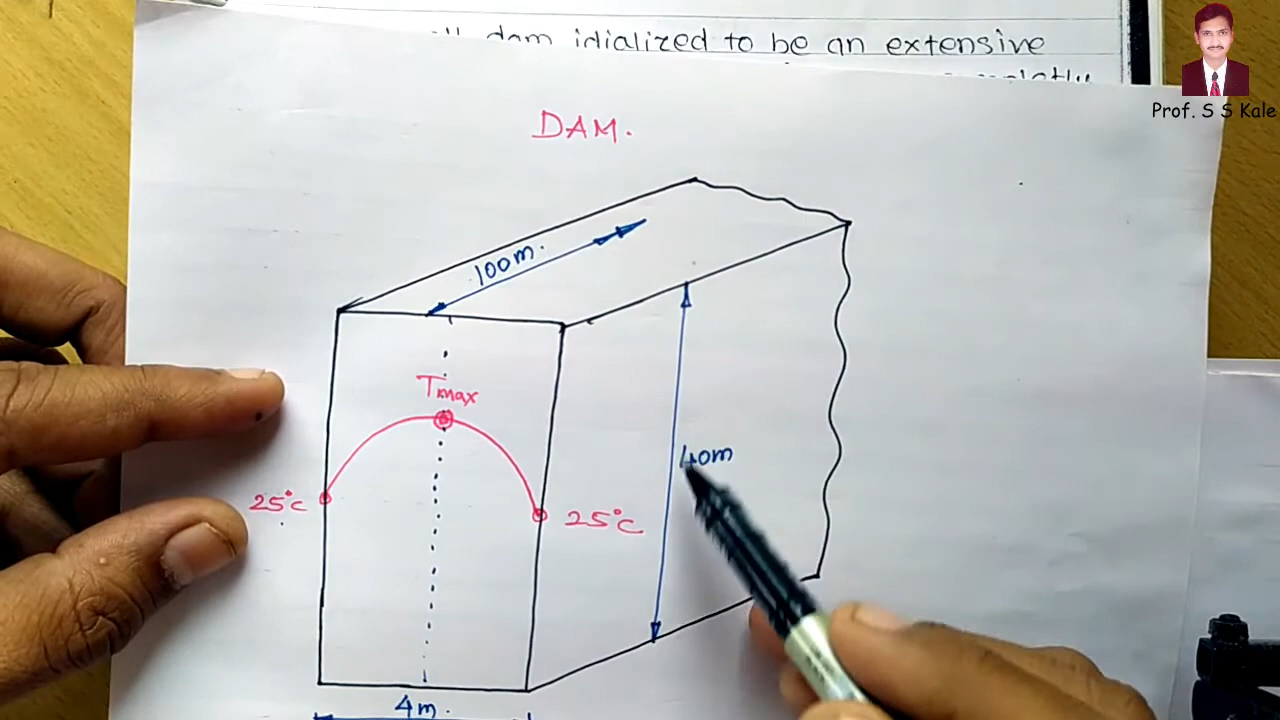 dam idialized to be an extensive
Prof. S S Kale
DAM.
100m.
Tmax
40m
25°C
25°C
4m.